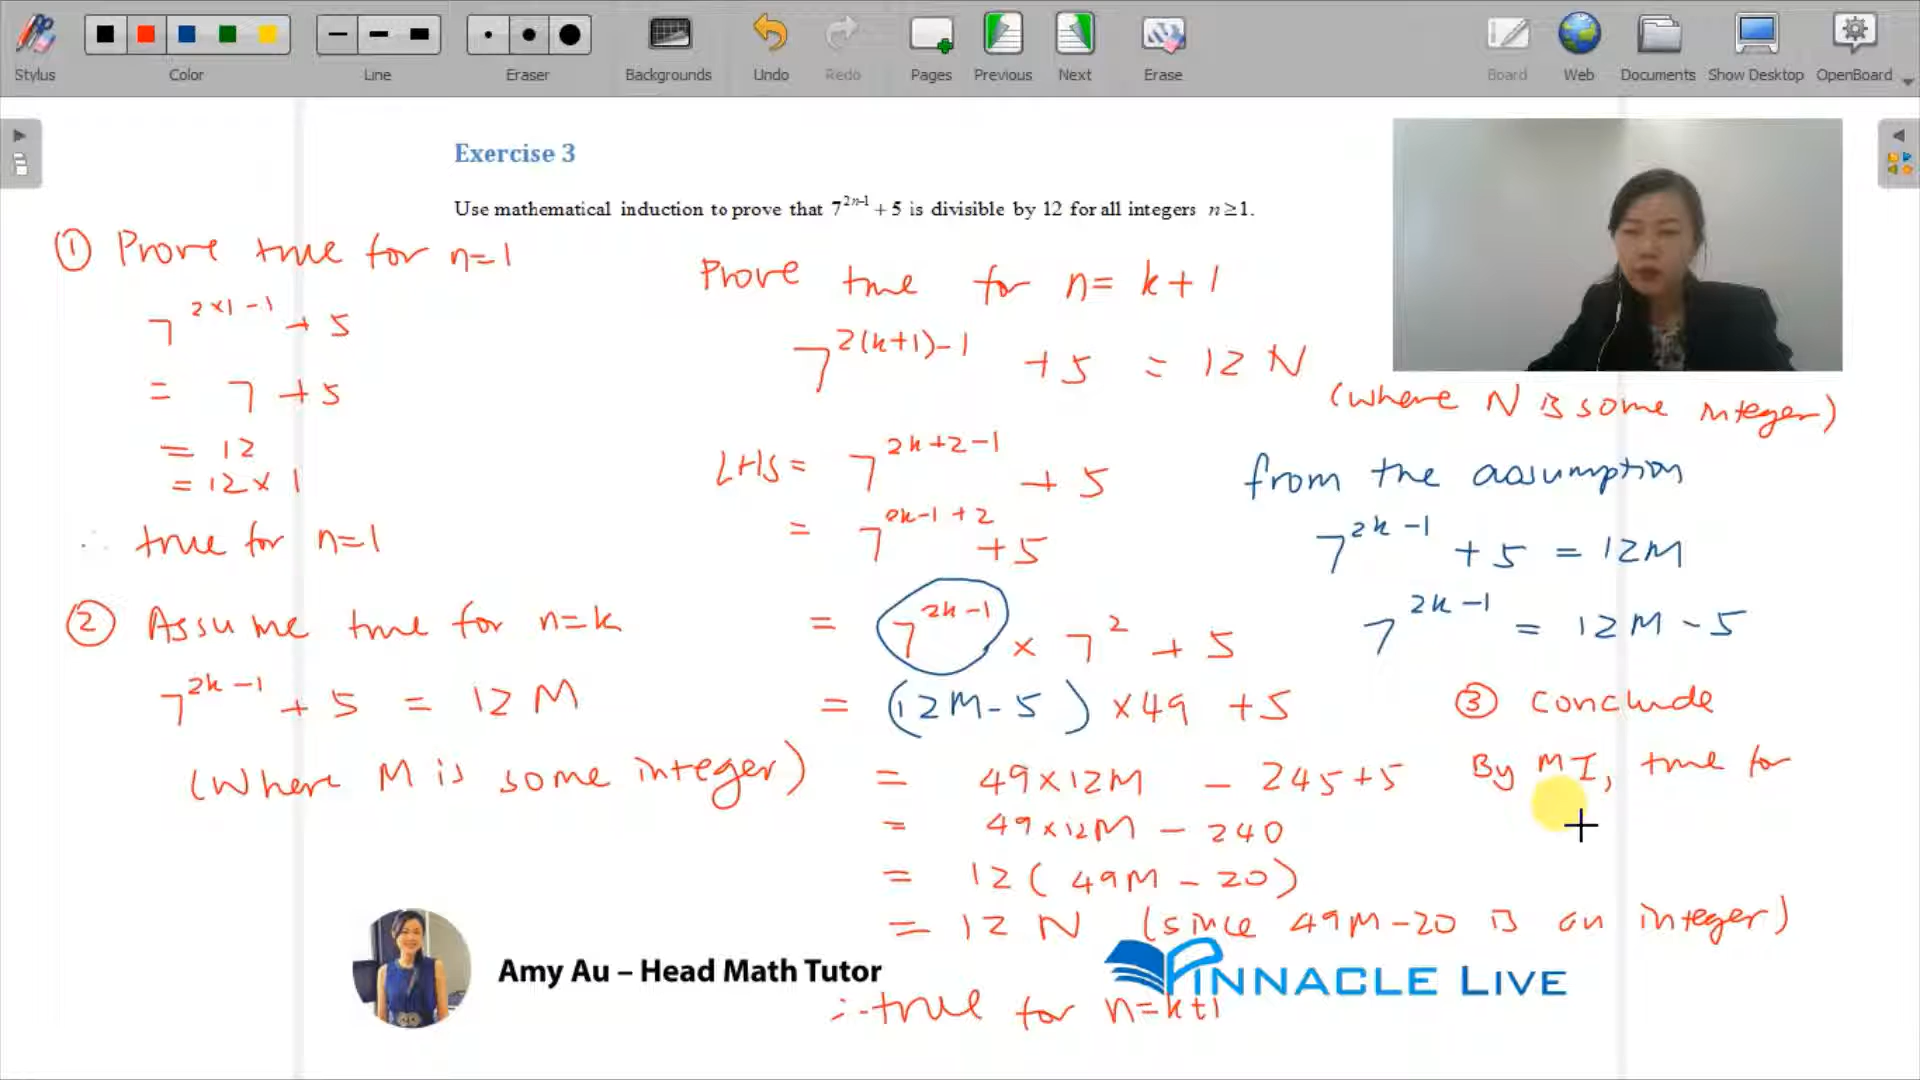 Stylus
Color
Line
Eraser
Backgrounds
Undo
Redo
Pages
Previous
Next
Erase
Board
Web
Documents
Show Desktop
OpenBoard
Exercise 3
Use mathematical induction to prove that 7^{2n-1} + 5 is divisible by 12 for all integers n ≥ 1.
① Prove true for n=1
7^{2×1-1} + 5
= 7 + 5
= 12
= 12 × 1
∴ true for n=1
② Assume true for n=k
7^{2k-1} + 5 = 12M
(Where M is some integer)
Prove true for n= k+1
7^{2(k+1)-1} + 5 = 12N
(where N is some integer)
LHS = 7^{2k+2-1} + 5
= 7^{2k-1+2} + 5
= 7^{2k-1} × 7^2 + 5
= (12M-5) ×49 +5
= 49×12M - 245+5
= 49×12M - 240
= 12(49M - 20)
= 12N (since 49M-20 is an integer)
∴ true for n=k+1
from the assumption
7^{2k-1} + 5 = 12M
7^{2k-1} = 12M - 5
③ Conclude
By MI, true for
Amy Au – Head Math Tutor
PINNACLE LIVE